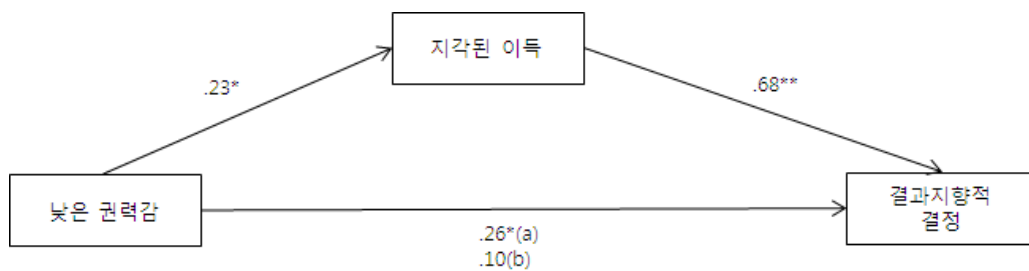 지각된 이득
.23*
.68**
낮은 권력감
결과지향적
결정
.26*(a)
.10(b)